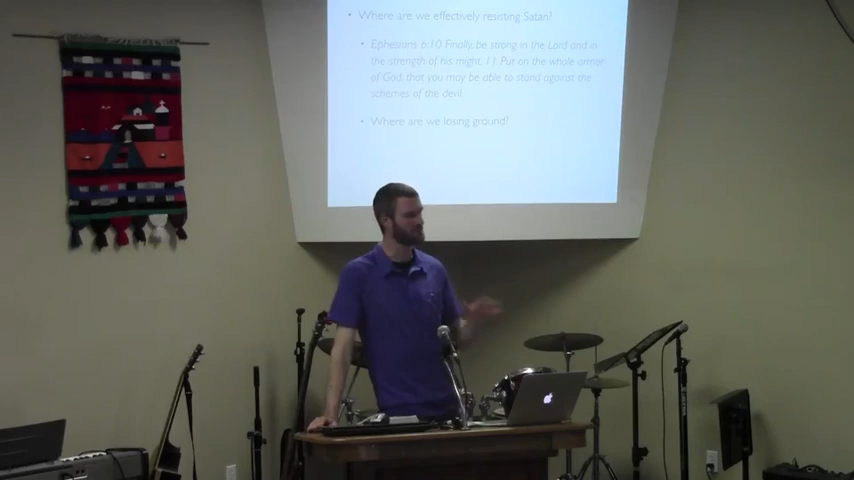 • Where are we effectively resisting Satan?
• Ephesians 6:10 Finally, be strong in the Lord and in
the strength of his might. 11 Put on the whole armor
of God, that you may be able to stand against the
schemes of the devil.
• Where are we losing ground?